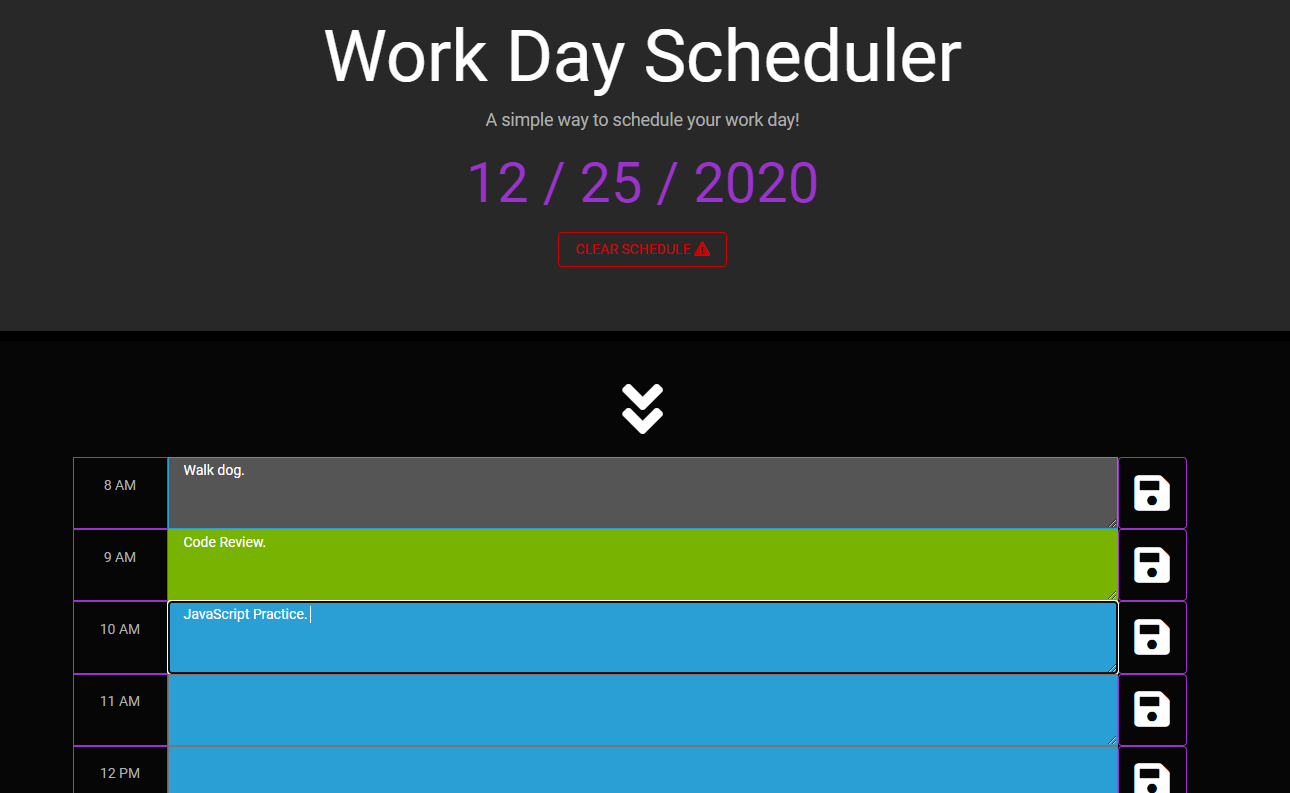 Work Day Scheduler
A simple way to schedule your work day!
12 / 25 / 2020
CLEAR SCHEDULE
8 AM
Walk dog.
9 AM
Code Review.
10 AM
JavaScript Practice.
11 AM
12 PM